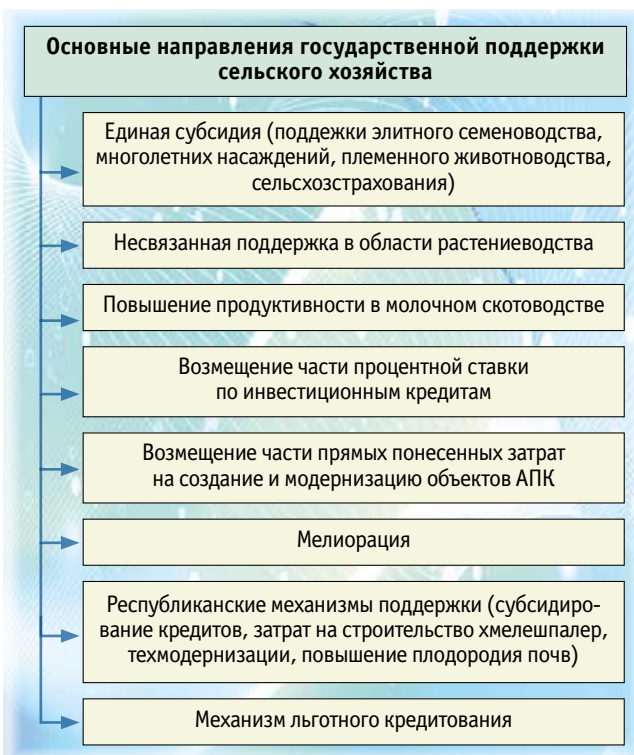 Основные направления государственной поддержки
сельского хозяйства
Единая субсидия (поддежки элитного семеноводства,
многолетних насаждений, племенного животноводства,
сельсхозстрахования)
Несвязанная поддержка в области растениеводства
Повышение продуктивности в молочном скотоводстве
Возмещение части процентной ставки
по инвестиционным кредитам
Возмещение части прямых понесенных затрат
на создание и модернизацию объектов АПК
Мелиорация
Республиканские механизмы поддержки (субсидиро-
вание кредитов, затрат на строительство хмелешпалер,
техмодернизации, повышение плодородия почв)
Механизм льготного кредитования